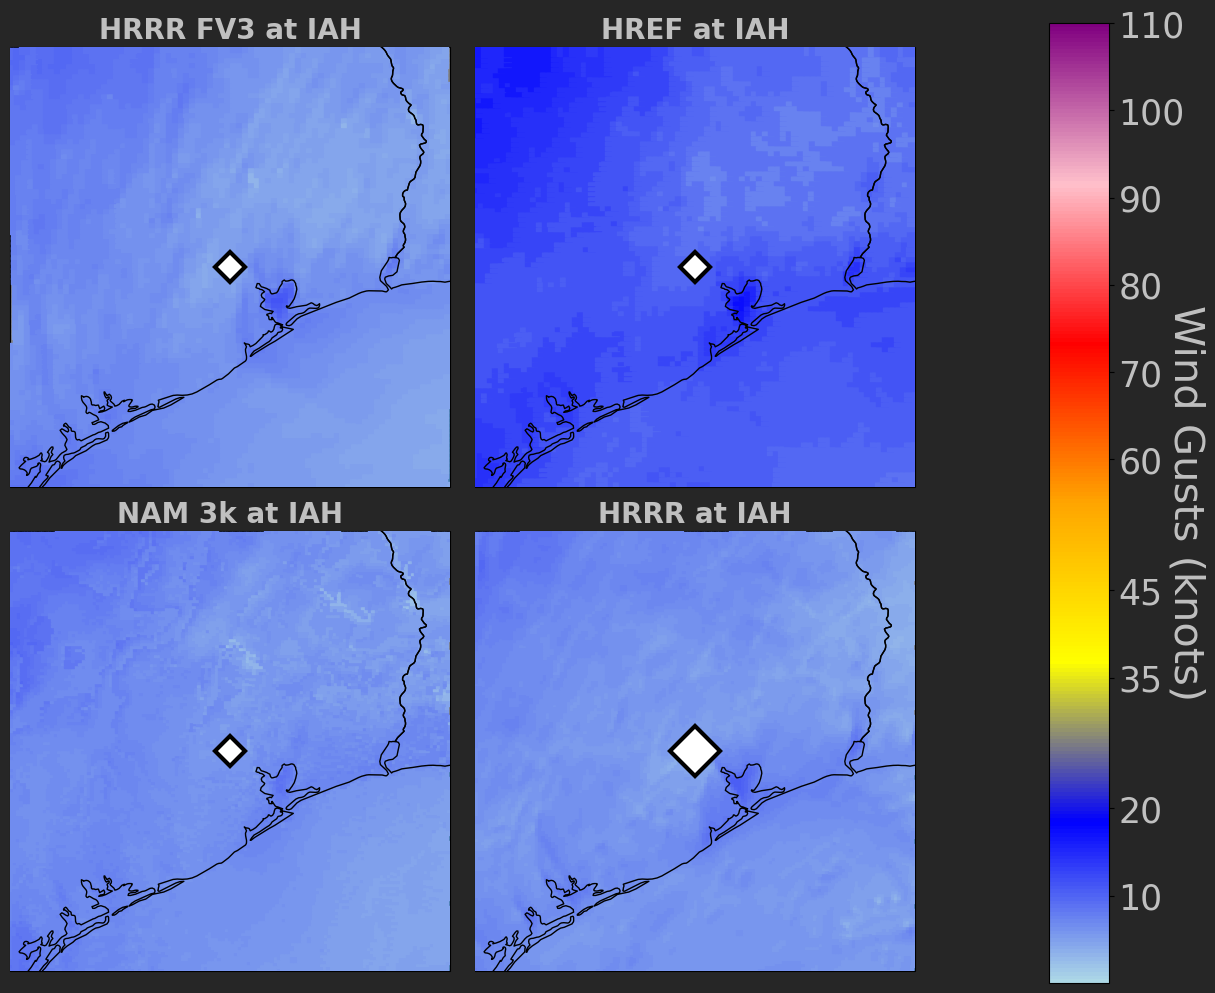 HRRR FV3 at IAH
HREF at IAH
NAM 3k at IAH
HRRR at IAH
110
100
90
80
70
60
45
35
20
10
Wind Gusts (knots)